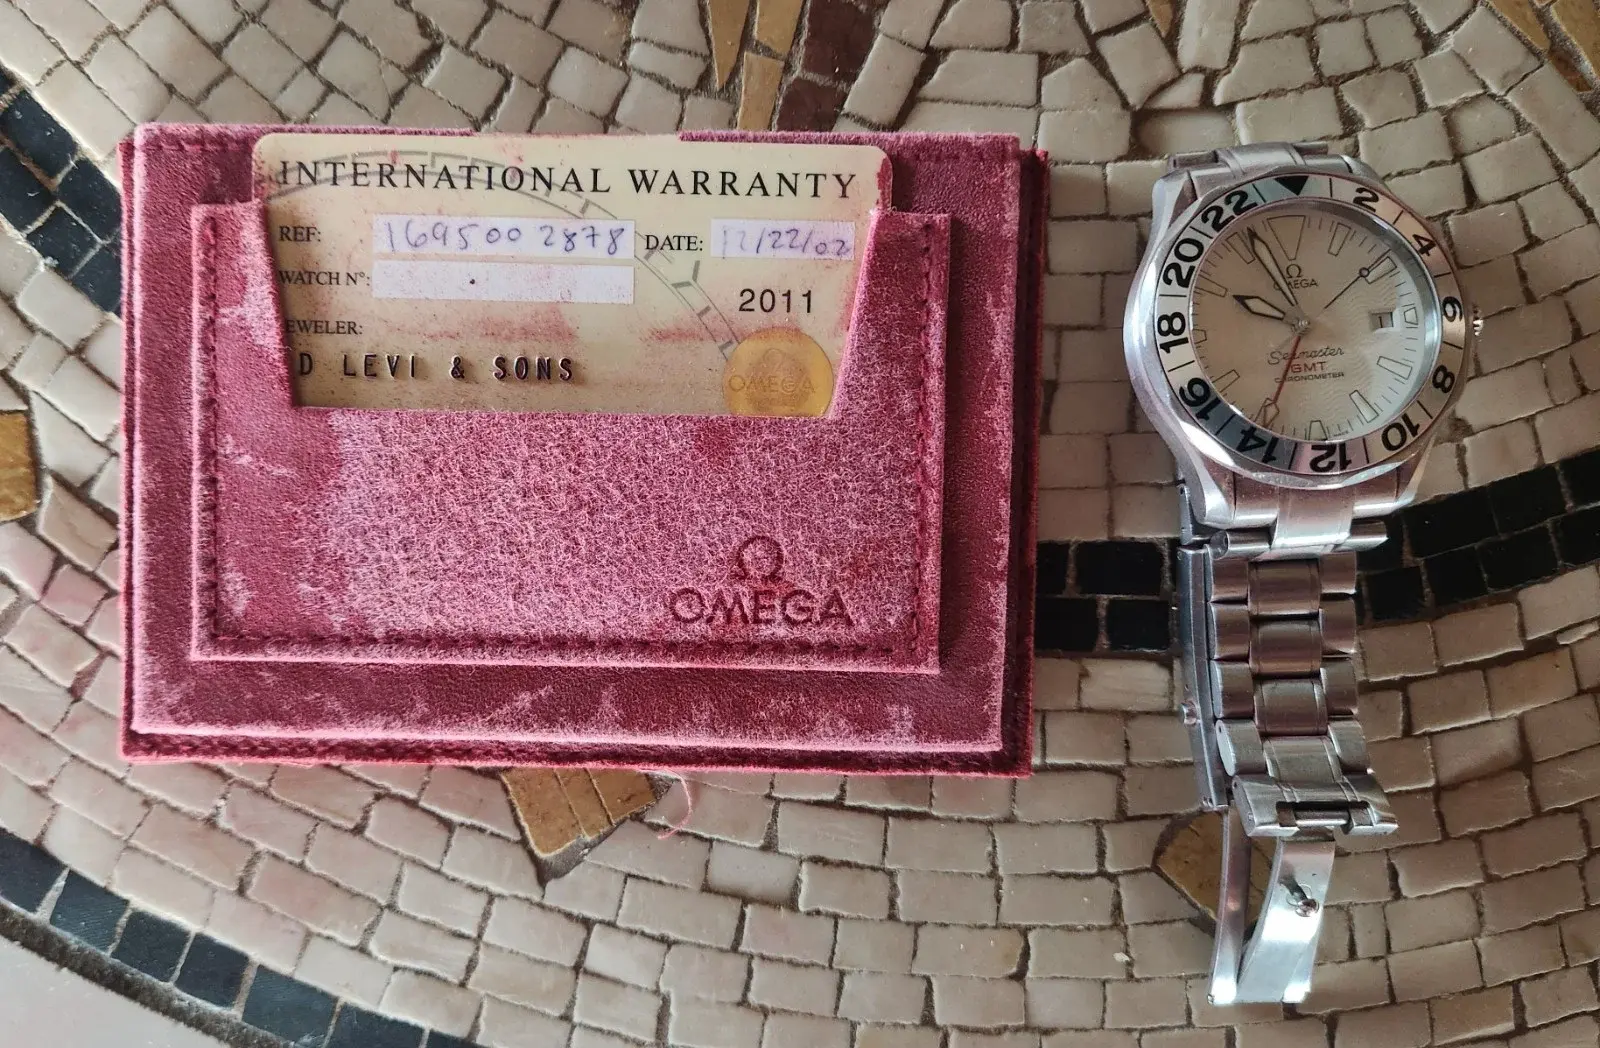 INTERNATIONAL WARRANTY
REF: 1695002878 DATE: 12/22/02
WATCH N°:
2011
EWELER:
D LEVI & SONS
OMEGA
Ω
OMEGA
2
4
6
8
10
12
14
16
18
20
22
Ω
OMEGA
Seamaster
GMT
CHRONOMETER